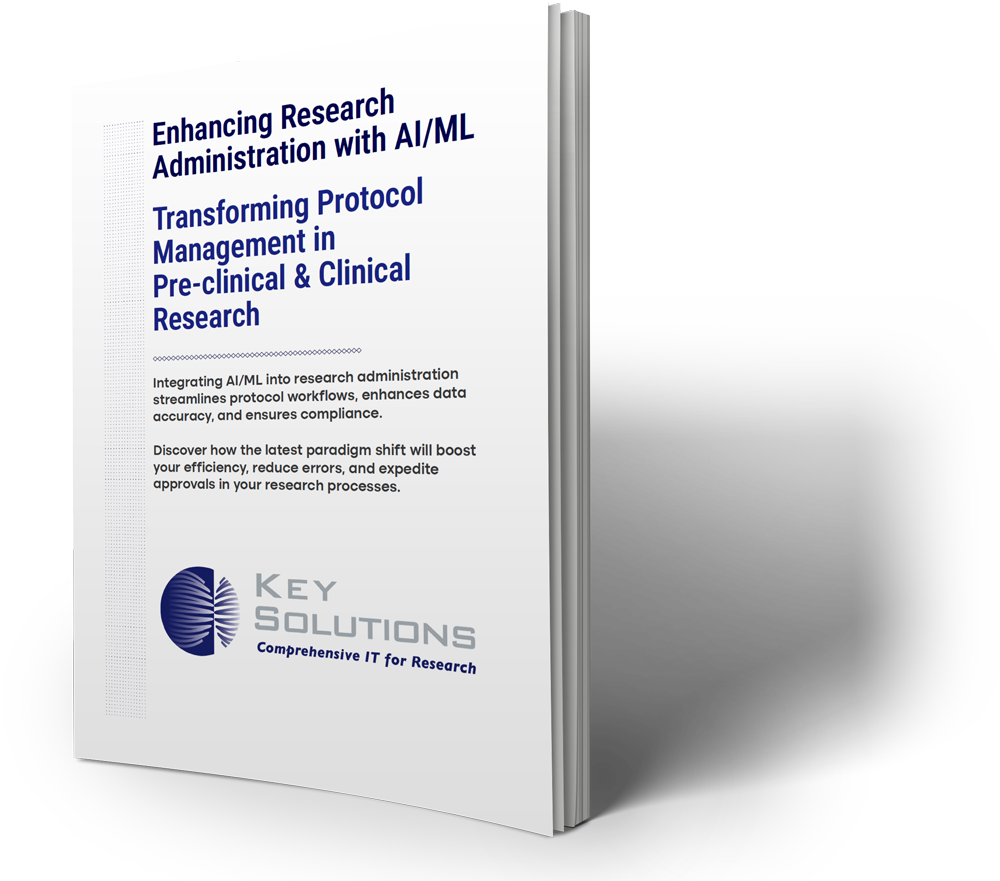 Enhancing Research
Administration with AI/ML
Transforming Protocol
Management in
Pre-clinical & Clinical
Research
Integrating AI/ML into research administration
streamlines protocol workflows, enhances data
accuracy, and ensures compliance.
Discover how the latest paradigm shift will boost
your efficiency, reduce errors, and expedite
approvals in your research processes.
KEY
SOLUTIONS
Comprehensive IT for Research